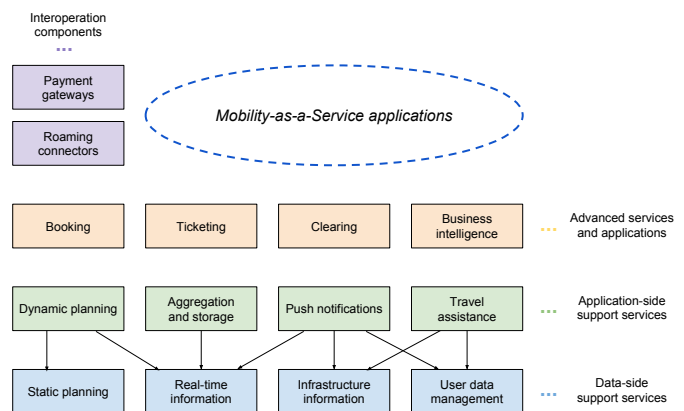 Interoperation
components
...
Payment
gateways
Mobility-as-a-Service applications
Roaming
connectors
Booking
Ticketing
Clearing
Business
intelligence
...
Advanced services
and applications
Dynamic planning
Aggregation
and storage
Push notifications
Travel
assistance
...
Application-side
support services
Static planning
Real-time
information
Infrastructure
information
User data
management
...
Data-side
support services